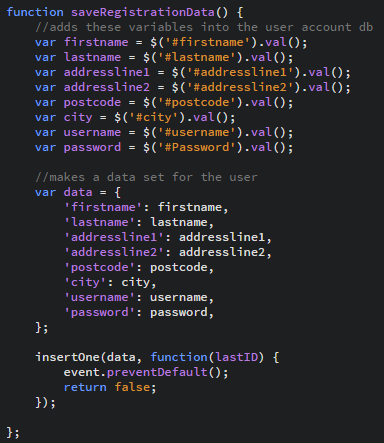 function saveRegistrationData() {
    //adds these variables into the user account db
    var firstname = $('#firstname').val();
    var lastname = $('#lastname').val();
    var addressline1 = $('#addressline1').val();
    var addressline2 = $('#addressline2').val();
    var postcode = $('#postcode').val();
    var city = $('#city').val();
    var username = $('#username').val();
    var password = $('#Password').val();

    //makes a data set for the user
    var data = {
        'firstname': firstname,
        'lastname': lastname,
        'addressline1': addressline1,
        'addressline2': addressline2,
        'postcode': postcode,
        'city': city,
        'username': username,
        'password': password,
    };

    insertOne(data, function(lastID) {
        event.preventDefault();
        return false;
    });

};